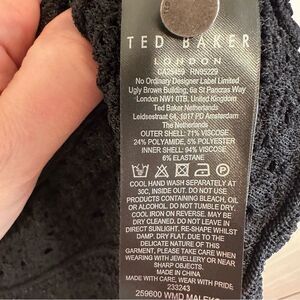 TED BAKER
LONDON
CA25459 RN95229
No Ordinary Designer Label Limited
Ugly Brown Building, 6a St Pancras Way
London NW1 0TB. United Kingdom
Ted Baker Netherlands
Leidsestraat 64, 1017 PD Amsterdam
The Netherlands
OUTER SHELL: 71% VISCOSE
24% POLYAMIDE, 5% POLYESTER
INNER SHELL: 94% VISCOSE
6% ELASTANE
COOL HAND WASH SEPARATELY AT
30C, INSIDE OUT. DO NOT USE
PRODUCTS CONTAINING BLEACH, OIL
OR ALCOHOL. DO NOT TUMBLE DRY.
COOL IRON ON REVERSE. MAY BE
DRY CLEANED. DO NOT LEAVE IN
DIRECT SUNLIGHT. RE-SHAPE WHILST
DAMP. DRY FLAT. DUE TO THE
DELICATE NATURE OF THIS
GARMENT, PLEASE TAKE CARE WHEN
WEARING WITH JEWELLERY OR NEAR
SHARP OBJECTS.
MADE IN CHINA
MADE WITH CARE, WEAR WITH PRIDE.
233243
259600 WMD